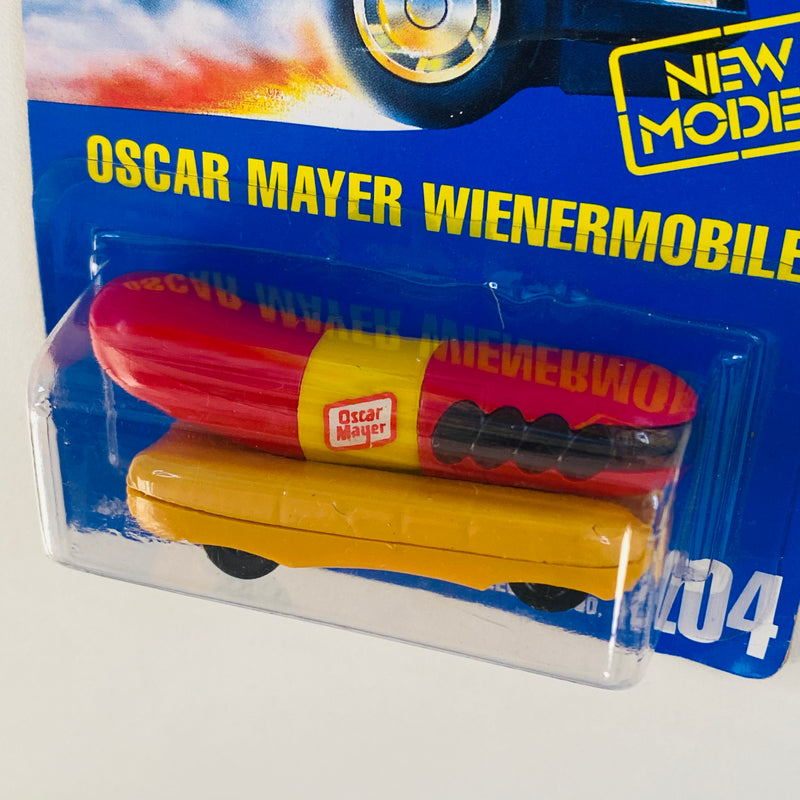 NEW
MODE
OSCAR MAYER WIENERMOBILE
Oscar
Mayer
204